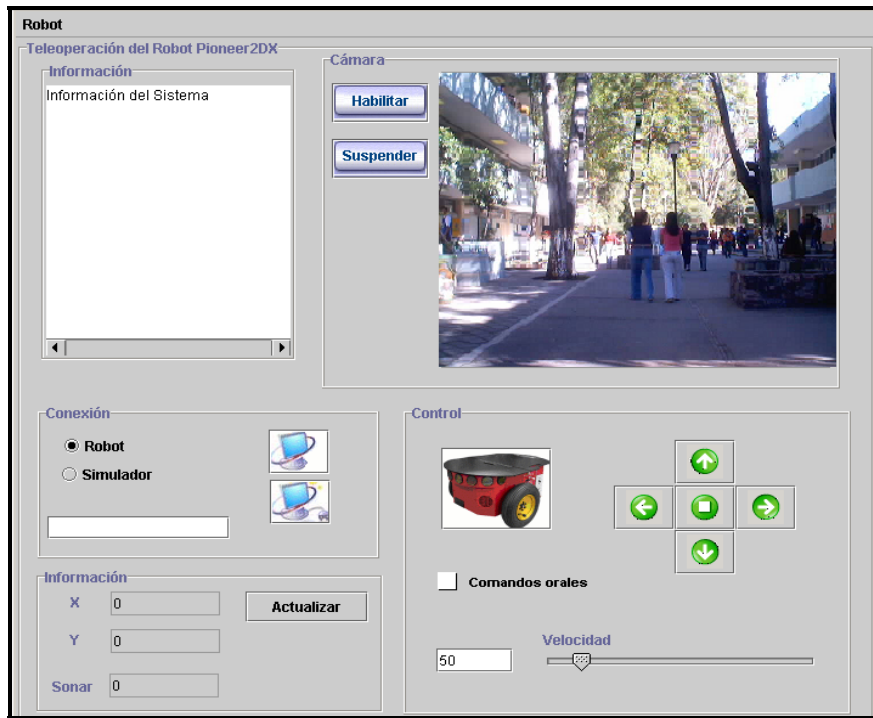 Robot
Teleoperación del Robot Pioneer2DX
Información
Información del Sistema
Cámara
Habilitar
Suspender
Conexión
Robot
Simulador
Información
X 0
Actualizar
Y 0
Sonar 0
Control
Comandos orales
Velocidad
50